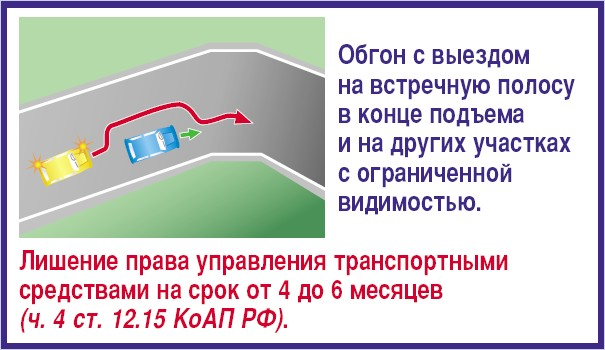 Обгон с выездом
на встречную полосу
в конце подъема
и на других участках
с ограниченной
видимостью.
Лишение права управления транспортными
средствами на срок от 4 до 6 месяцев
(ч. 4 ст. 12.15 КоАП РФ).